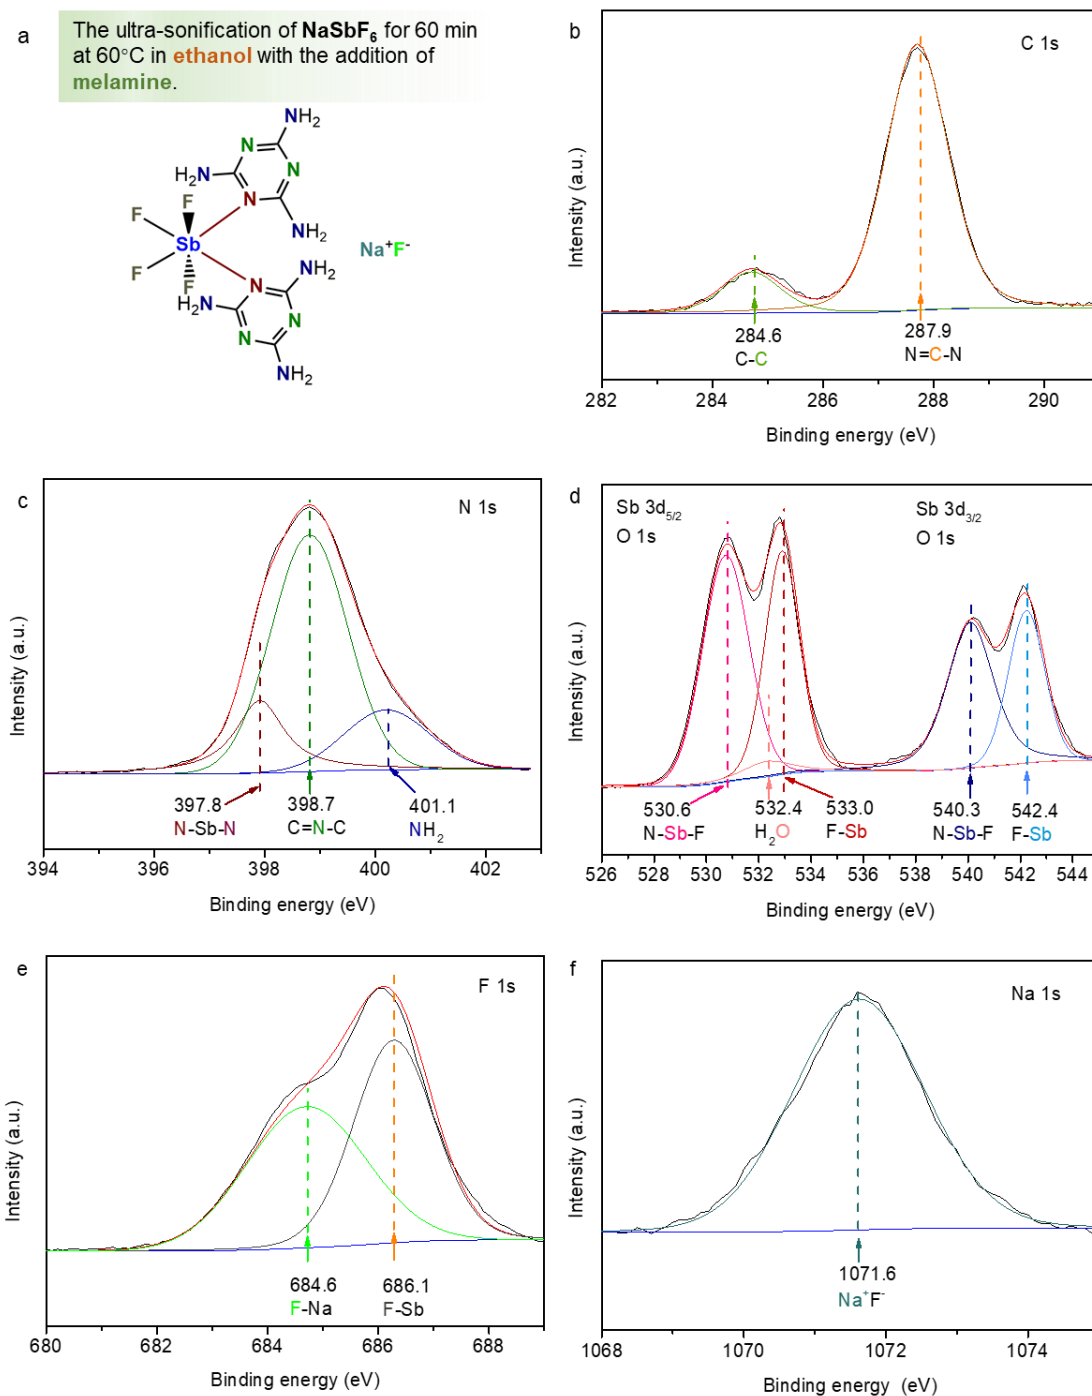 a
The ultra-sonification of NaSbF₆ for 60 min
at 60°C in ethanol with the addition of
melamine.
NH₂
N
N
H₂N
N
F
F
NH₂
Sb
Na⁺F⁻
F
F
N
NH₂
H₂N
N
N
NH₂
b
C 1s
Intensity (a.u.)
284.6
C-C
287.9
N=C-N
282 284 286 288 290
Binding energy (eV)
c
N 1s
Intensity (a.u.)
397.8
N-Sb-N
398.7
C=N-C
401.1
NH₂
394 396 398 400 402
Binding energy (eV)
d
Sb 3d₅/₂
O 1s
Sb 3d₃/₂
O 1s
Intensity (a.u.)
530.6
N-Sb-F
532.4
H₂O
533.0
F-Sb
540.3
N-Sb-F
542.4
F-Sb
526 528 530 532 534 536 538 540 542 544
Binding energy (eV)
e
F 1s
Intensity (a.u.)
684.6
F-Na
686.1
F-Sb
680 682 684 686 688
Binding energy (eV)
f
Na 1s
Intensity (a.u.)
1071.6
Na⁺F⁻
1068 1070 1072 1074
Binding energy (eV)